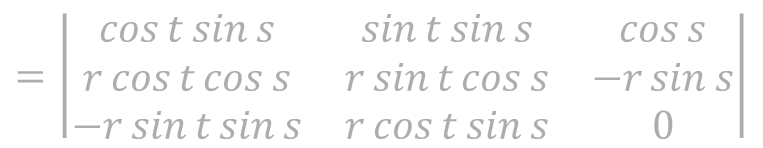 cos t sin s sin t sin s cos s
= r cos t cos s r sin t cos s −r sin s
−r sin t sin s r cos t sin s 0